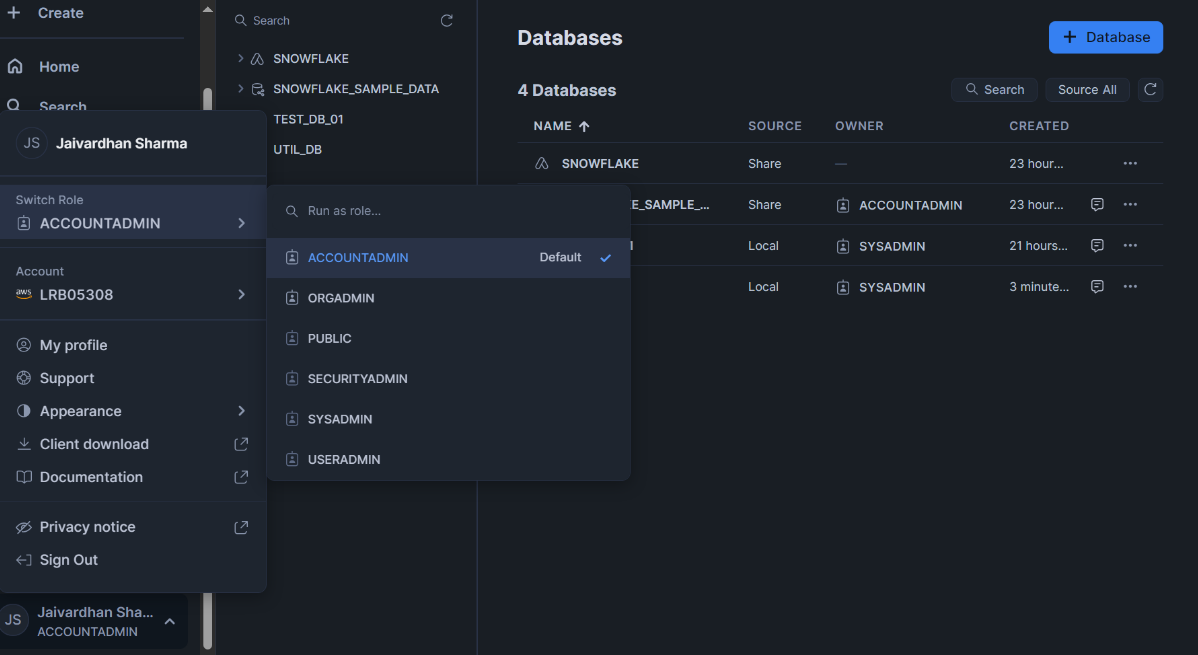 Create
Home
Search
JS
Jaivardhan Sharma
Switch Role
ACCOUNTADMIN
Account
aws LRB05308
My profile
Support
Appearance
Client download
Documentation
Privacy notice
Sign Out
JS
Jaivardhan Sha...
ACCOUNTADMIN
Search
SNOWFLAKE
SNOWFLAKE_SAMPLE_DATA
TEST_DB_01
UTIL_DB
Run as role...
ACCOUNTADMIN Default
ORGADMIN
PUBLIC
SECURITYADMIN
SYSADMIN
USERADMIN
Databases
+ Database
4 Databases
Search
Source All
NAME SOURCE OWNER CREATED
SNOWFLAKE Share — 23 hour... ...
E_SAMPLE_... Share ACCOUNTADMIN 23 hour... ...
1 Local SYSADMIN 21 hours... ...
Local SYSADMIN 3 minute... ...